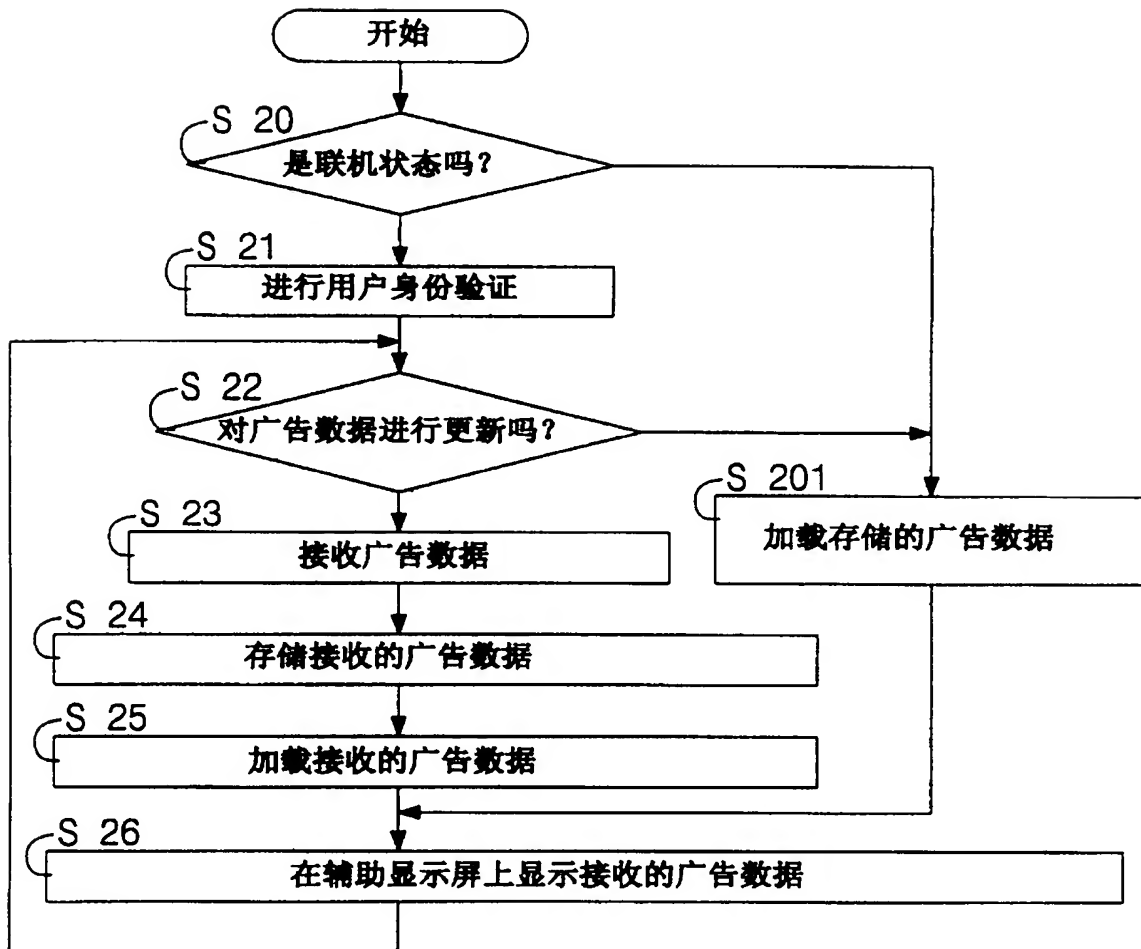 开始
S 20
是联机状态吗?
S 21
进行用户身份验证
S 22
对广告数据进行更新吗?
S 23
接收广告数据
S 201
加载存储的广告数据
S 24
存储接收的广告数据
S 25
加载接收的广告数据
S 26
在辅助显示屏上显示接收的广告数据